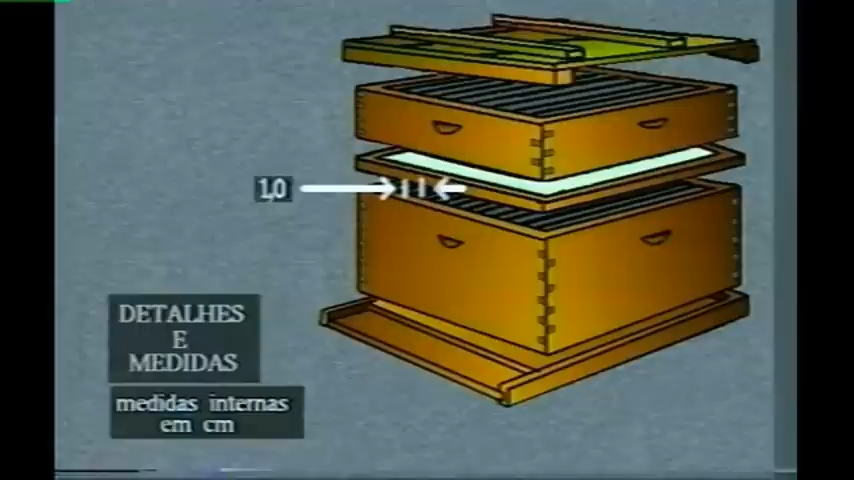 1,0
DETALHES
E
MEDIDAS
medidas internas
em cm